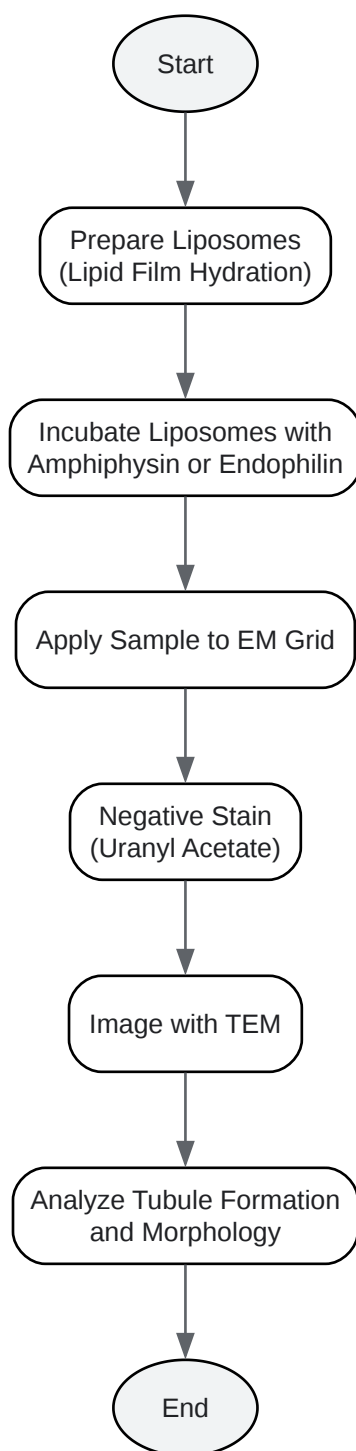 Start
Prepare Liposomes
(Lipid Film Hydration)
Incubate Liposomes with
Amphiphysin or Endophilin
Apply Sample to EM Grid
Negative Stain
(Uranyl Acetate)
Image with TEM
Analyze Tubule Formation
and Morphology
End